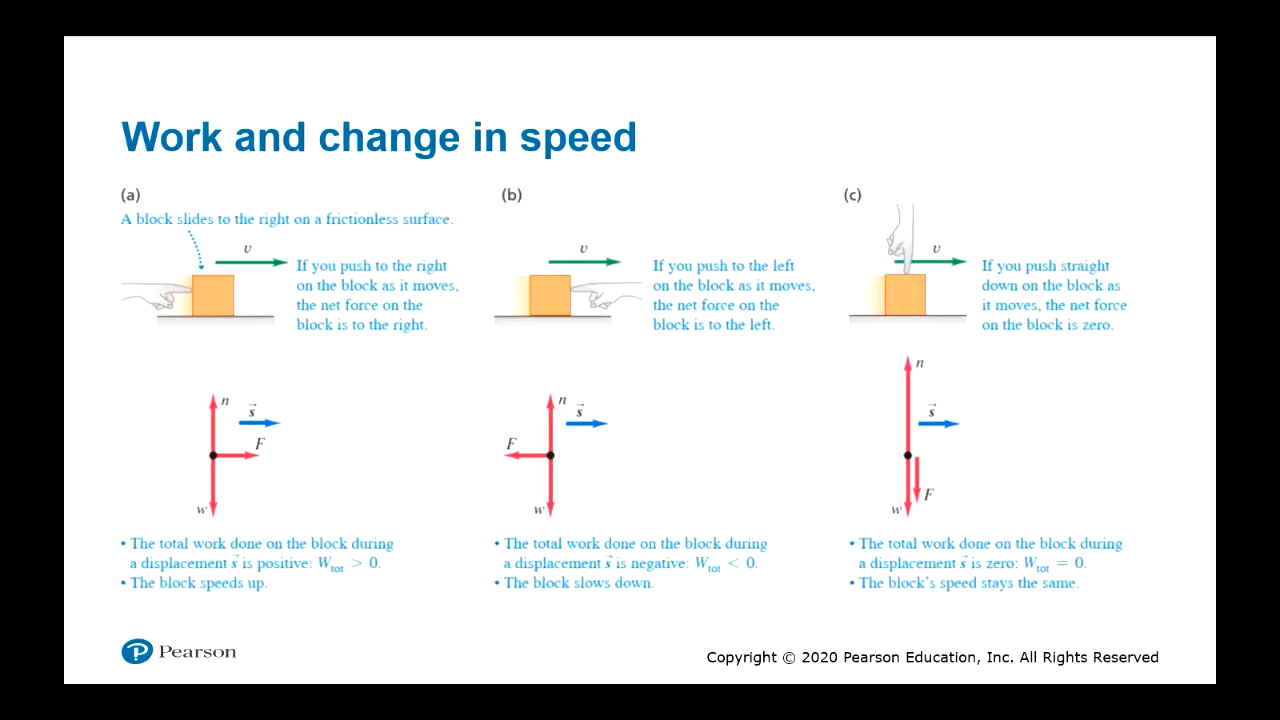 Work and change in speed
(a)
A block slides to the right on a frictionless surface.
v
If you push to the right
on the block as it moves,
the net force on the
block is to the right.
n
s⃗
F
w
• The total work done on the block during
a displacement s⃗ is positive: Wtot > 0.
• The block speeds up.
(b)
v
If you push to the left
on the block as it moves,
the net force on the
block is to the left.
n
s⃗
F
w
• The total work done on the block during
a displacement s⃗ is negative: Wtot < 0.
• The block slows down.
(c)
v
If you push straight
down on the block as
it moves, the net force
on the block is zero.
n
s⃗
F
w
• The total work done on the block during
a displacement s⃗ is zero: Wtot = 0.
• The block's speed stays the same.
P Pearson
Copyright © 2020 Pearson Education, Inc. All Rights Reserved